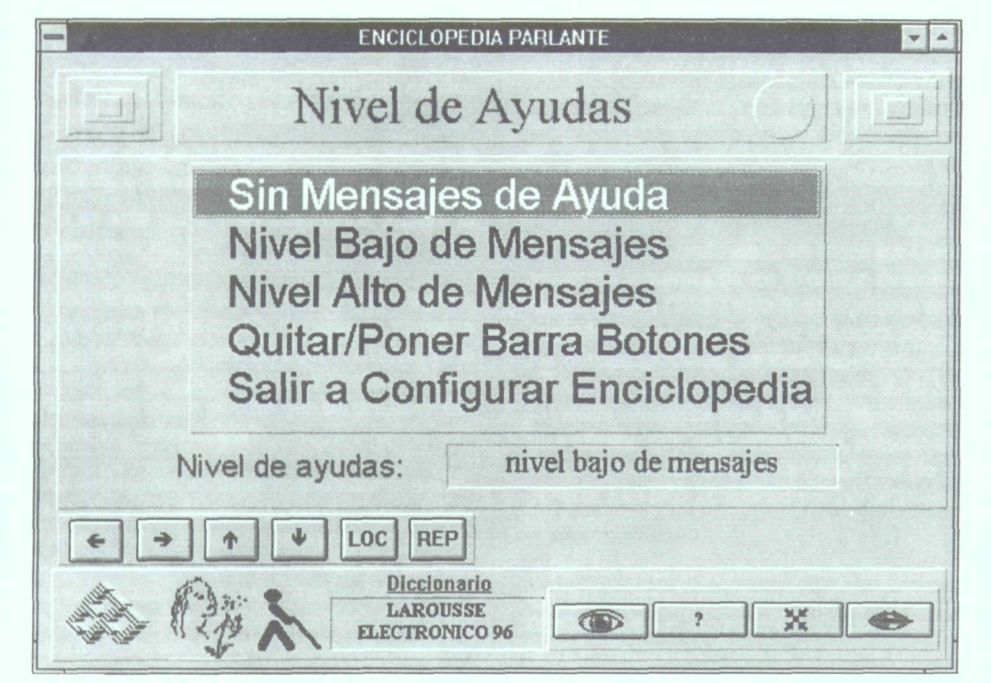 ENCICLOPEDIA PARLANTE
Nivel de Ayudas
Sin Mensajes de Ayuda
Nivel Bajo de Mensajes
Nivel Alto de Mensajes
Quitar/Poner Barra Botones
Salir a Configurar Enciclopedia
Nivel de ayudas: nivel bajo de mensajes
LOC REP
Diccionario
LAROUSSE
ELECTRONICO 96
?